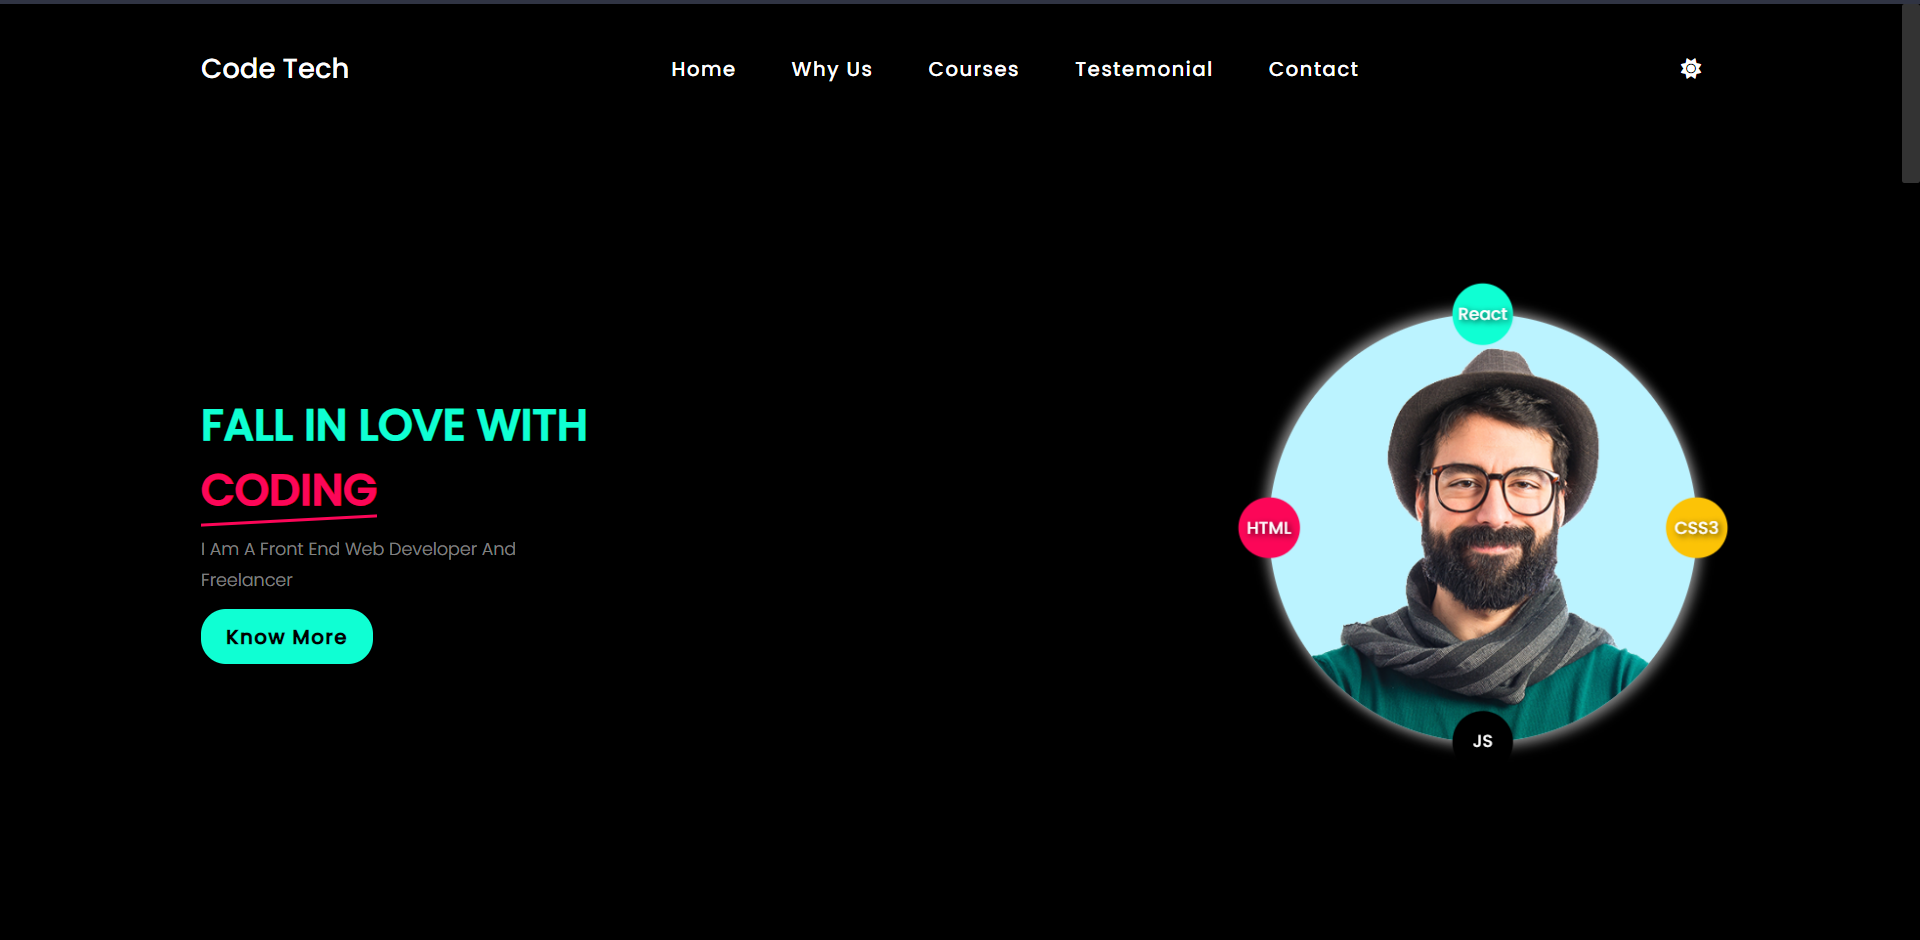 Code Tech
Home Why Us Courses Testemonial Contact
React
FALL IN LOVE WITH
CODING
HTML
CSS3
I Am A Front End Web Developer And
Freelancer
Know More
JS